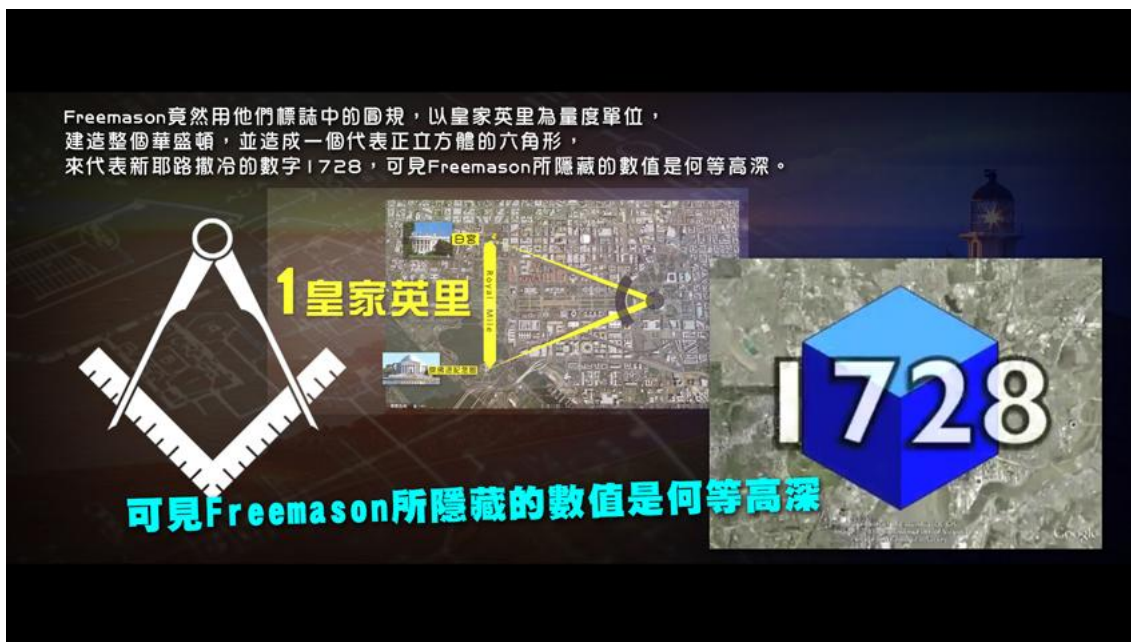 Freemason竟然用他們標誌中的圓規，以皇家英里為量度單位，
建造整個華盛頓，並造成一個代表正立方體的六角形，
來代表新耶路撒冷的數字1728，可見Freemason所隱藏的數值是何等高深。
白宮
1皇家英里
Royal Mile
傑佛遜紀念館
1728
Google
可見Freemason所隱藏的數值是何等高深